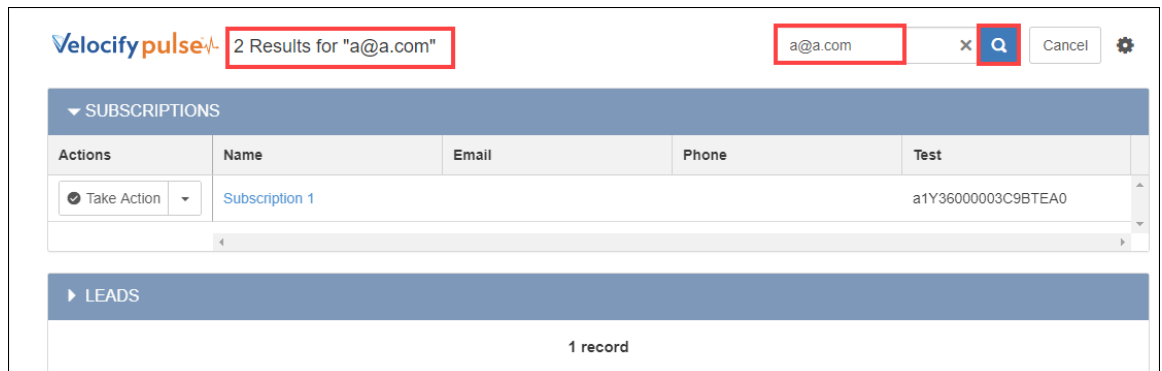 Velocify pulse 2 Results for "a@a.com" a@a.com Cancel
SUBSCRIPTIONS
Actions Name Email Phone Test
Take Action Subscription 1 a1Y36000003C9BTEA0
LEADS
1 record